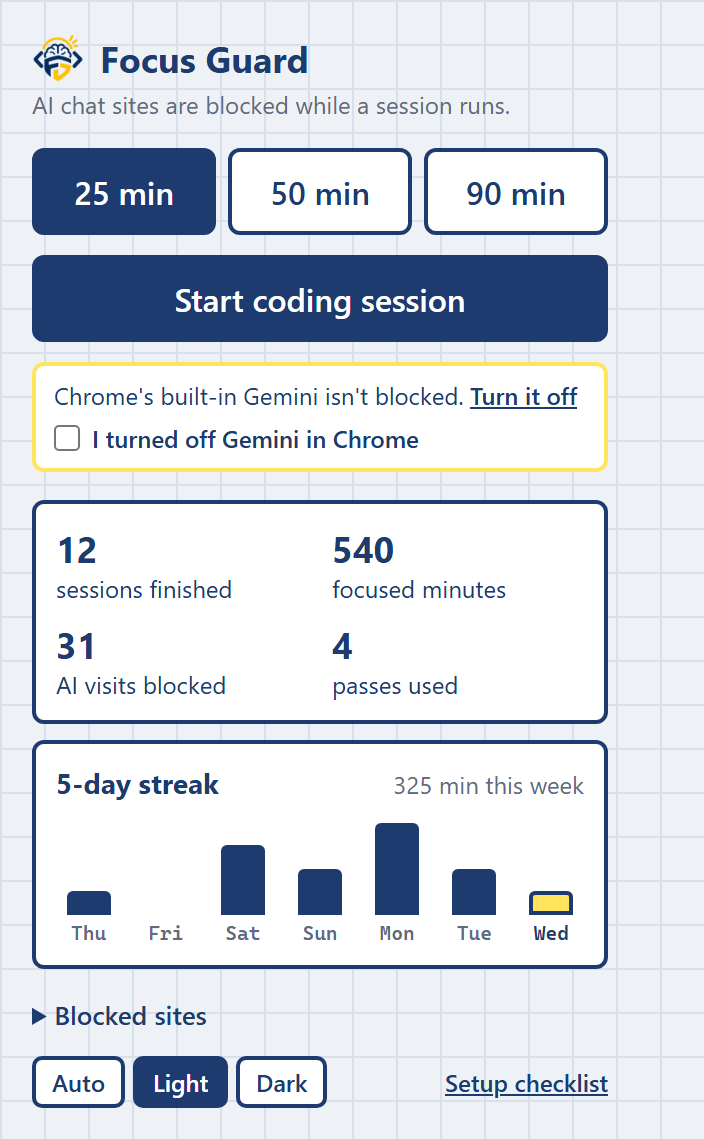 Focus Guard
AI chat sites are blocked while a session runs.
25 min 50 min 90 min
Start coding session
Chrome's built-in Gemini isn't blocked. Turn it off
I turned off Gemini in Chrome
12 540
sessions finished focused minutes
31 4
AI visits blocked passes used
5-day streak 325 min this week
Thu Fri Sat Sun Mon Tue Wed
Blocked sites
Auto Light Dark Setup checklist